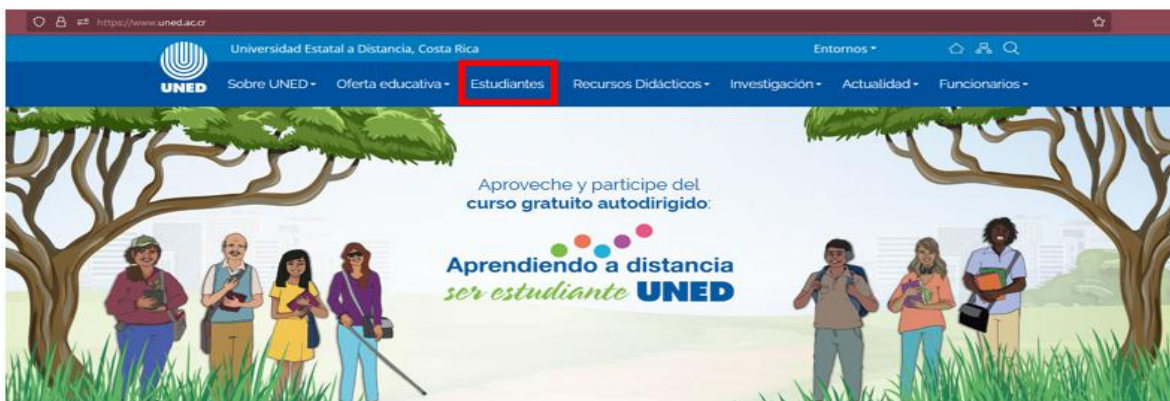 https://www.uned.ac.cr
Universidad Estatal a Distancia, Costa Rica
Entornos
UNED
Sobre UNED
Oferta educativa
Estudiantes
Recursos Didácticos
Investigación
Actualidad
Funcionarios
Aproveche y participe del
curso gratuito autodirigido:
Aprendiendo a distancia
ser estudiante UNED